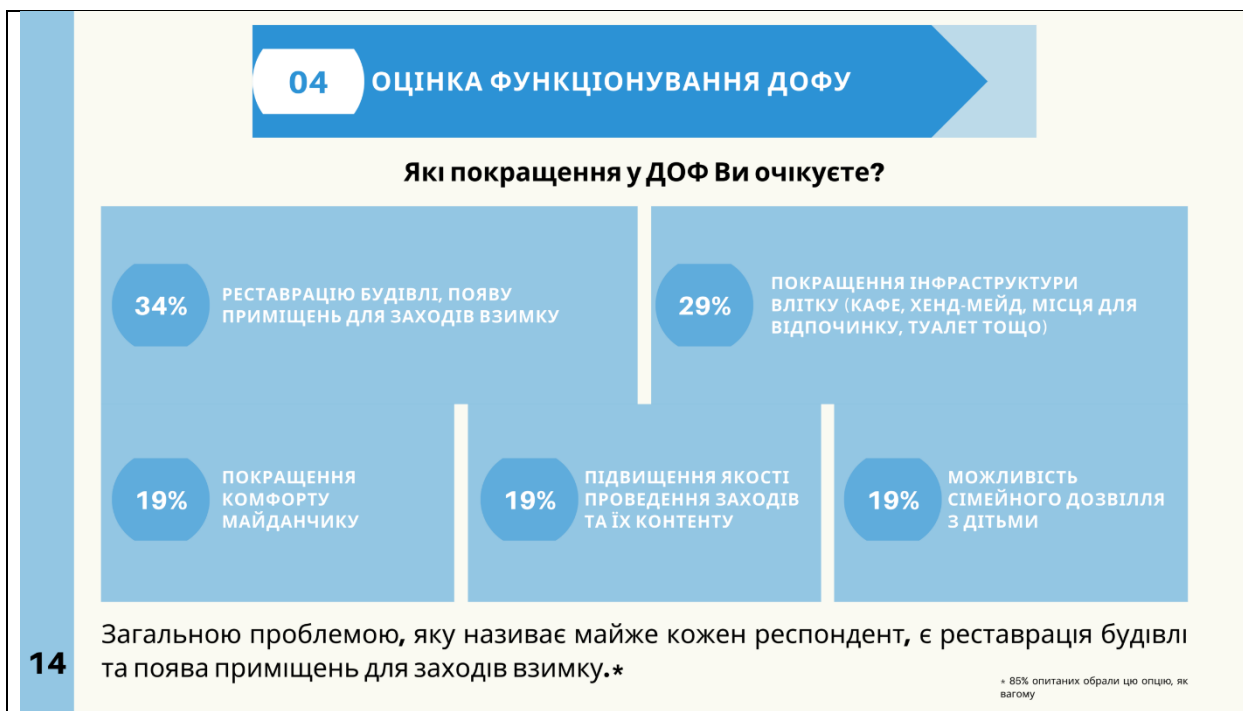 04 ОЦІНКА ФУНКЦІОНУВАННЯ ДОФУ
Які покращення у ДОФ Ви очікуєте?
34%
РЕСТАВРАЦІЮ БУДІВЛІ, ПОЯВУ
ПРИМІЩЕНЬ ДЛЯ ЗАХОДІВ ВЗИМКУ
29%
ПОКРАЩЕННЯ ІНФРАСТРУКТУРИ
ВЛІТКУ (КАФЕ, ХЕНД-МЕЙД, МІСЦЯ ДЛЯ
ВІДПОЧИНКУ, ТУАЛЕТ ТОЩО)
19%
ПОКРАЩЕННЯ
КОМФОРТУ
МАЙДАНЧИКУ
19%
ПІДВИЩЕННЯ ЯКОСТІ
ПРОВЕДЕННЯ ЗАХОДІВ
ТА ЇХ КОНТЕНТУ
19%
МОЖЛИВІСТЬ
СІМЕЙНОГО ДОЗВІЛЛЯ
З ДІТЬМИ
Загальною проблемою, яку називає майже кожен респондент, є реставрація будівлі
та поява приміщень для заходів взимку.*
* 85% опитаних обрали цю опцію, як
вагому
14